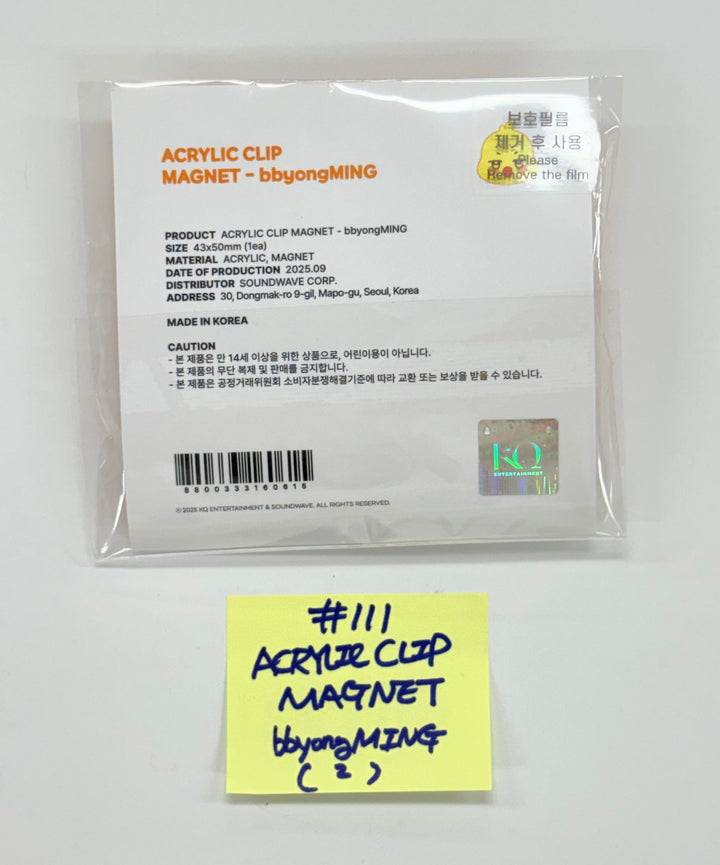 보호필름
제거 후 사용
Please
Remove the film
ACRYLIC CLIP
MAGNET - bbyongMING
PRODUCT ACRYLIC CLIP MAGNET - bbyongMING
SIZE 43x50mm (1ea)
MATERIAL ACRYLIC, MAGNET
DATE OF PRODUCTION 2025.09
DISTRIBUTOR SOUNDWAVE CORP.
ADDRESS 30, Dongmak-ro 9-gil, Mapo-gu, Seoul, Korea
MADE IN KOREA
CAUTION
- 본 제품은 만 14세 이상을 위한 상품으로, 어린이용이 아닙니다.
- 본 제품의 무단 복제 및 판매를 금지합니다.
- 본 제품은 공정거래위원회 소비자분쟁해결기준에 따라 교환 또는 보상을 받을 수 있습니다.
8800333160615
KQ
ENTERTAINMENT
© 2025 KQ ENTERTAINMENT & SOUNDWAVE. ALL RIGHTS RESERVED.
#111
ACRYLIC CLIP
MAGNET
bbyongMING
( 2 )